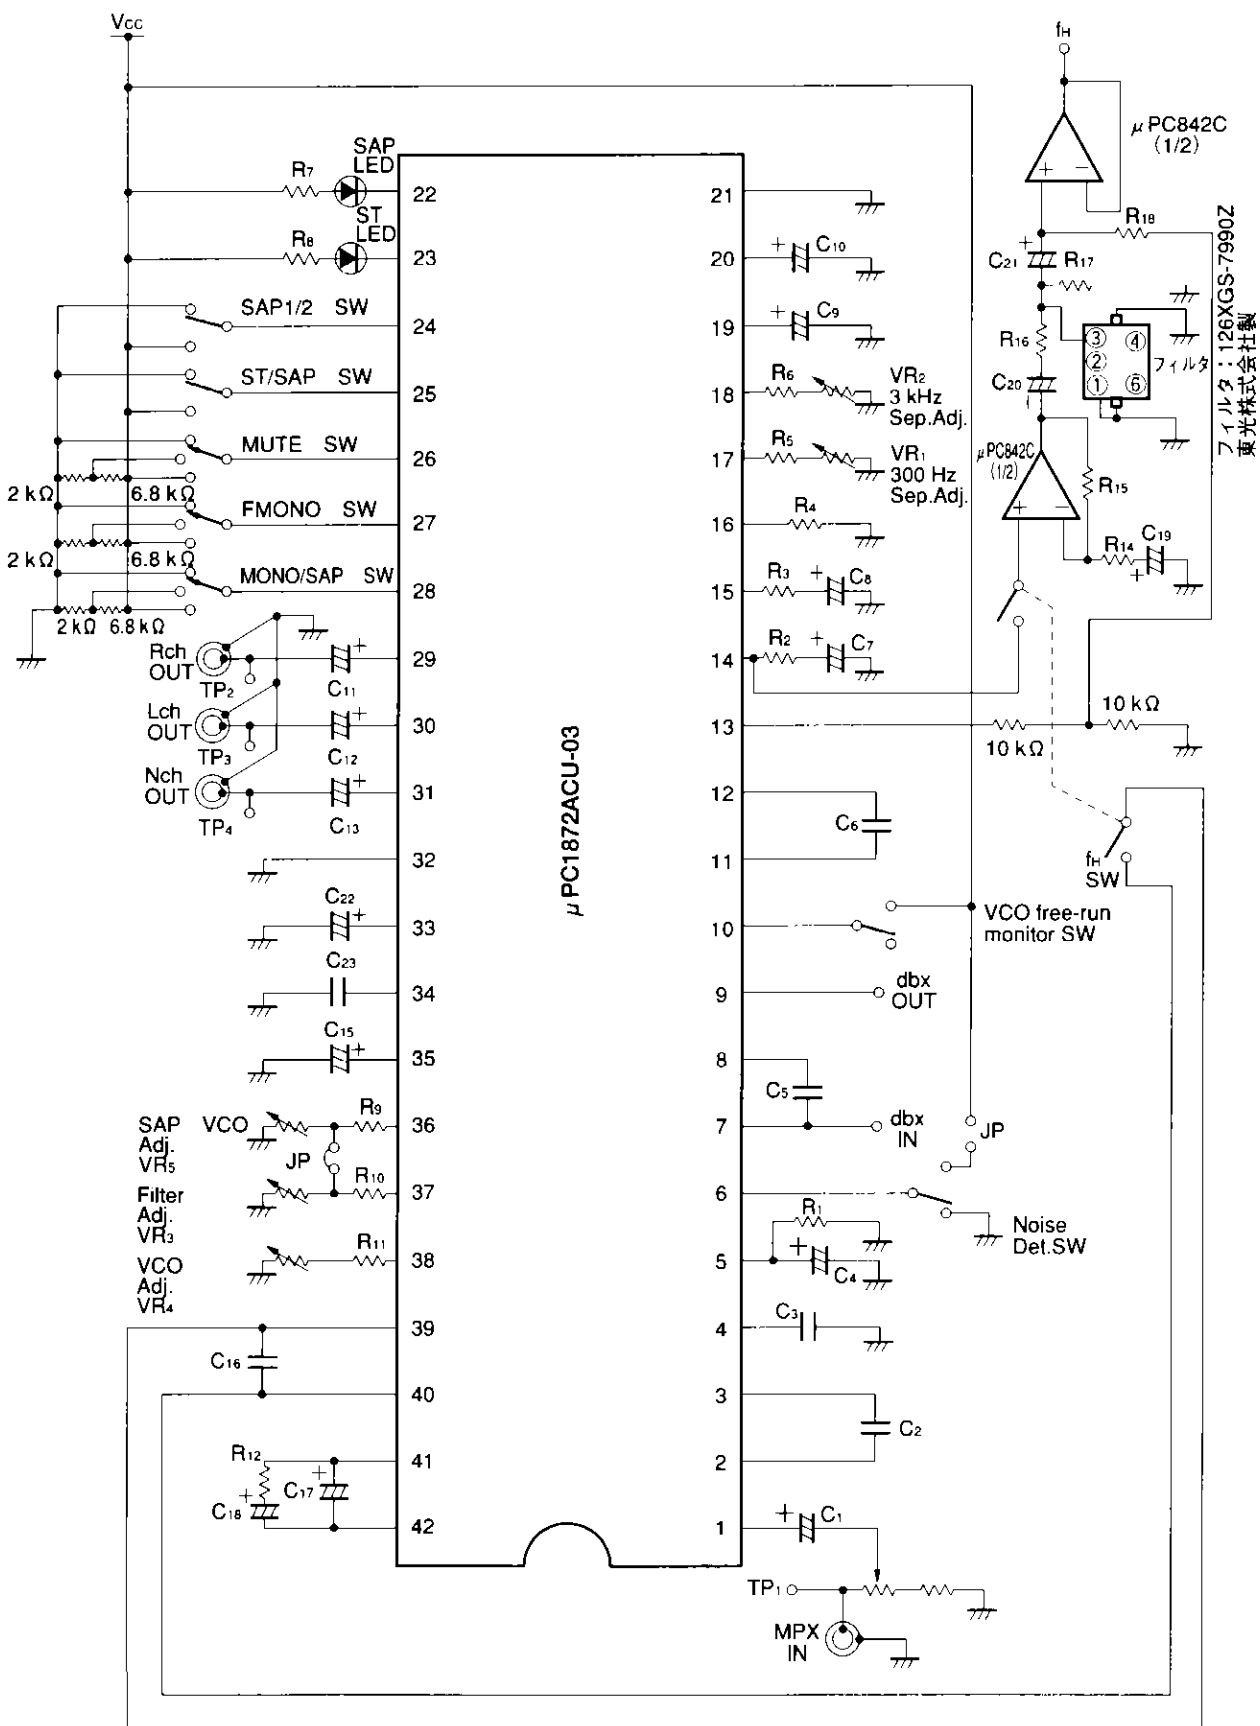 Vcc
fH
μPC842C
(1/2)
SAP
LED
R7
22
21
ST
LED
R8
23
20
C10
R18
C21
R17
SAP1/2 SW
24
19
C9
R16
③
④
②
①
⑥
フィルタ
フィルタ：126XGS-7990Z
東光株式会社製
ST/SAP SW
25
18
R6
VR2
3 kHz
Sep.Adj.
C20
MUTE SW
26
17
R5
VR1
300 Hz
Sep.Adj.
μPC842C
(1/2)
R15
2 kΩ
6.8 kΩ
FMONO SW
27
16
R4
R14
C19
2 kΩ
6.8 kΩ
MONO/SAP SW
28
15
R3
C8
2 kΩ
6.8 kΩ
Rch
OUT
TP2
C11
29
14
R2
C7
Lch
OUT
TP3
C12
30
13
10 kΩ
10 kΩ
Nch
OUT
TP4
C13
31
12
C6
μPC1872ACU-03
32
11
fH
SW
C22
33
10
VCO free-run
monitor SW
C23
34
9
dbx
OUT
C15
35
8
C5
SAP VCO
Adj.
VR5
R9
36
7
dbx
IN
JP
JP
Filter
Adj.
VR3
R10
37
6
Noise
Det.SW
R1
VCO
Adj.
VR4
R11
38
5
C4
39
4
C3
C16
40
3
C2
R12
41
2
C18
C17
42
1
C1
TP1
MPX
IN